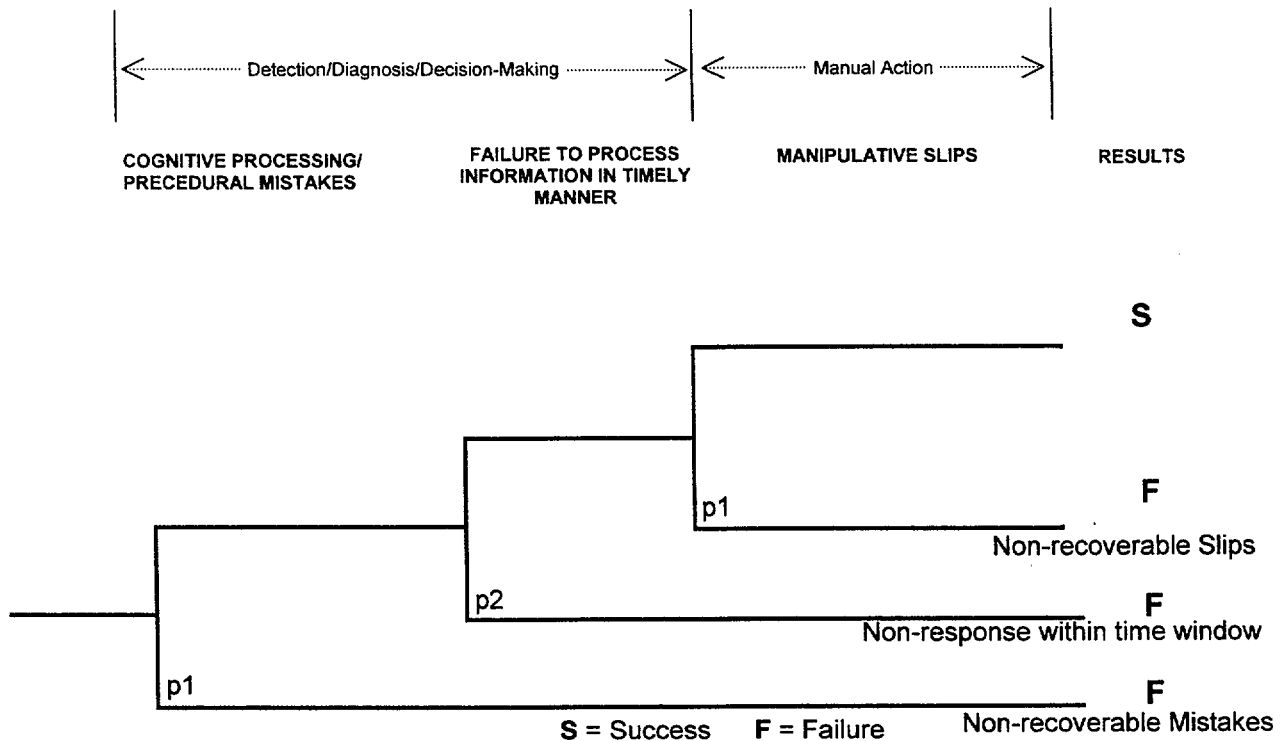 Detection/Diagnosis/Decision-Making
Manual Action
COGNITIVE PROCESSING/
PRECEDURAL MISTAKES
FAILURE TO PROCESS
INFORMATION IN TIMELY
MANNER
MANIPULATIVE SLIPS
RESULTS
S
p1
F
Non-recoverable Slips
p2
F
Non-response within time window
p1
F
Non-recoverable Mistakes
S = Success F = Failure